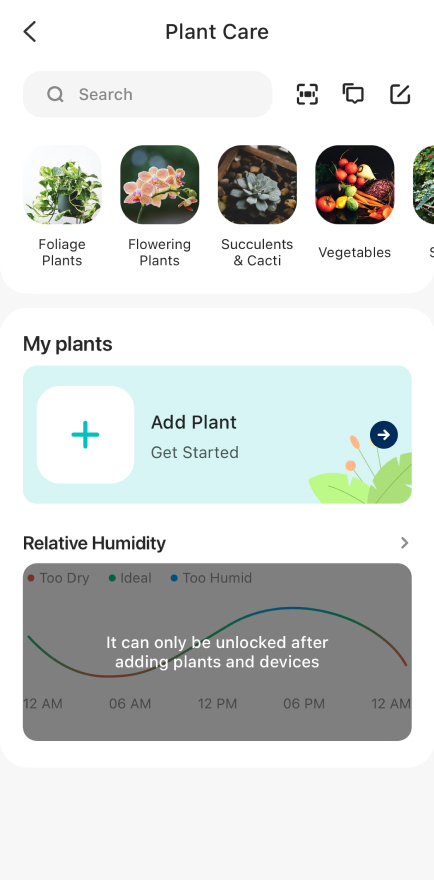 Plant Care
Search
Foliage
Plants
Flowering
Plants
Succulents
& Cacti
Vegetables
My plants
Add Plant
Get Started
Relative Humidity
Too Dry
Ideal
Too Humid
It can only be unlocked after
adding plants and devices
12 AM
06 AM
12 PM
06 PM
12 AM